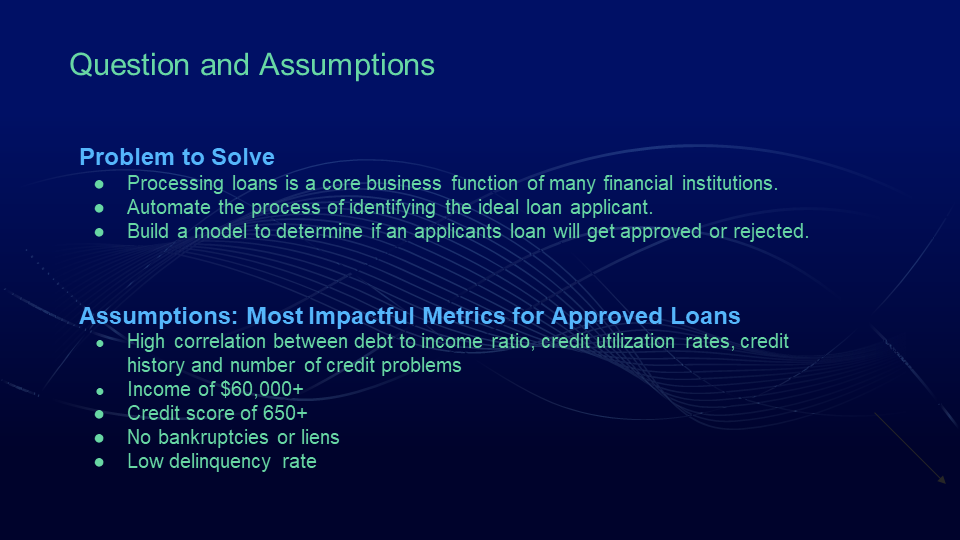 Question and Assumptions
Problem to Solve
● Processing loans is a core business function of many financial institutions.
● Automate the process of identifying the ideal loan applicant.
● Build a model to determine if an applicants loan will get approved or rejected.
Assumptions: Most Impactful Metrics for Approved Loans
● High correlation between debt to income ratio, credit utilization rates, credit
history and number of credit problems
● Income of $60,000+
● Credit score of 650+
● No bankruptcies or liens
● Low delinquency rate